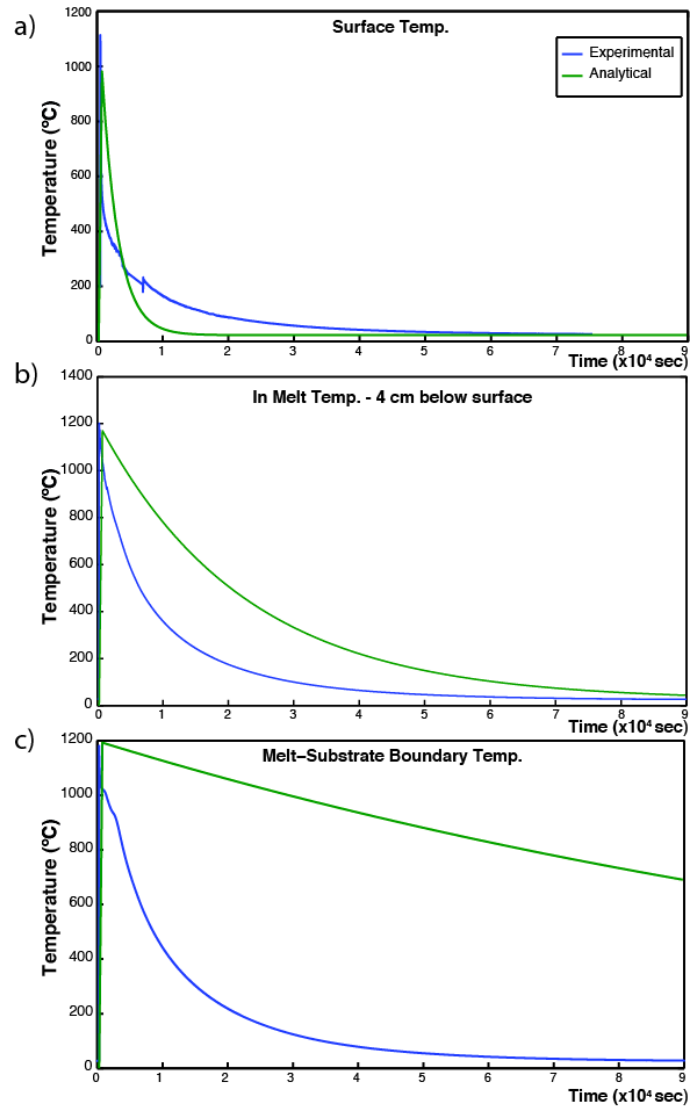 a)
Surface Temp.
Experimental
Analytical
Temperature (ºC)
1200
1000
800
600
400
200
0
0 1 2 3 4 5 6 7 8 9
Time (x10⁴ sec)
b)
In Melt Temp. - 4 cm below surface
Temperature (ºC)
1400
1200
1000
800
600
400
200
0
0 1 2 3 4 5 6 7 8 9
Time (x10⁴ sec)
c)
Melt–Substrate Boundary Temp.
Temperature (ºC)
1200
1000
800
600
400
200
0
0 1 2 3 4 5 6 7 8 9
Time (x10⁴ sec)